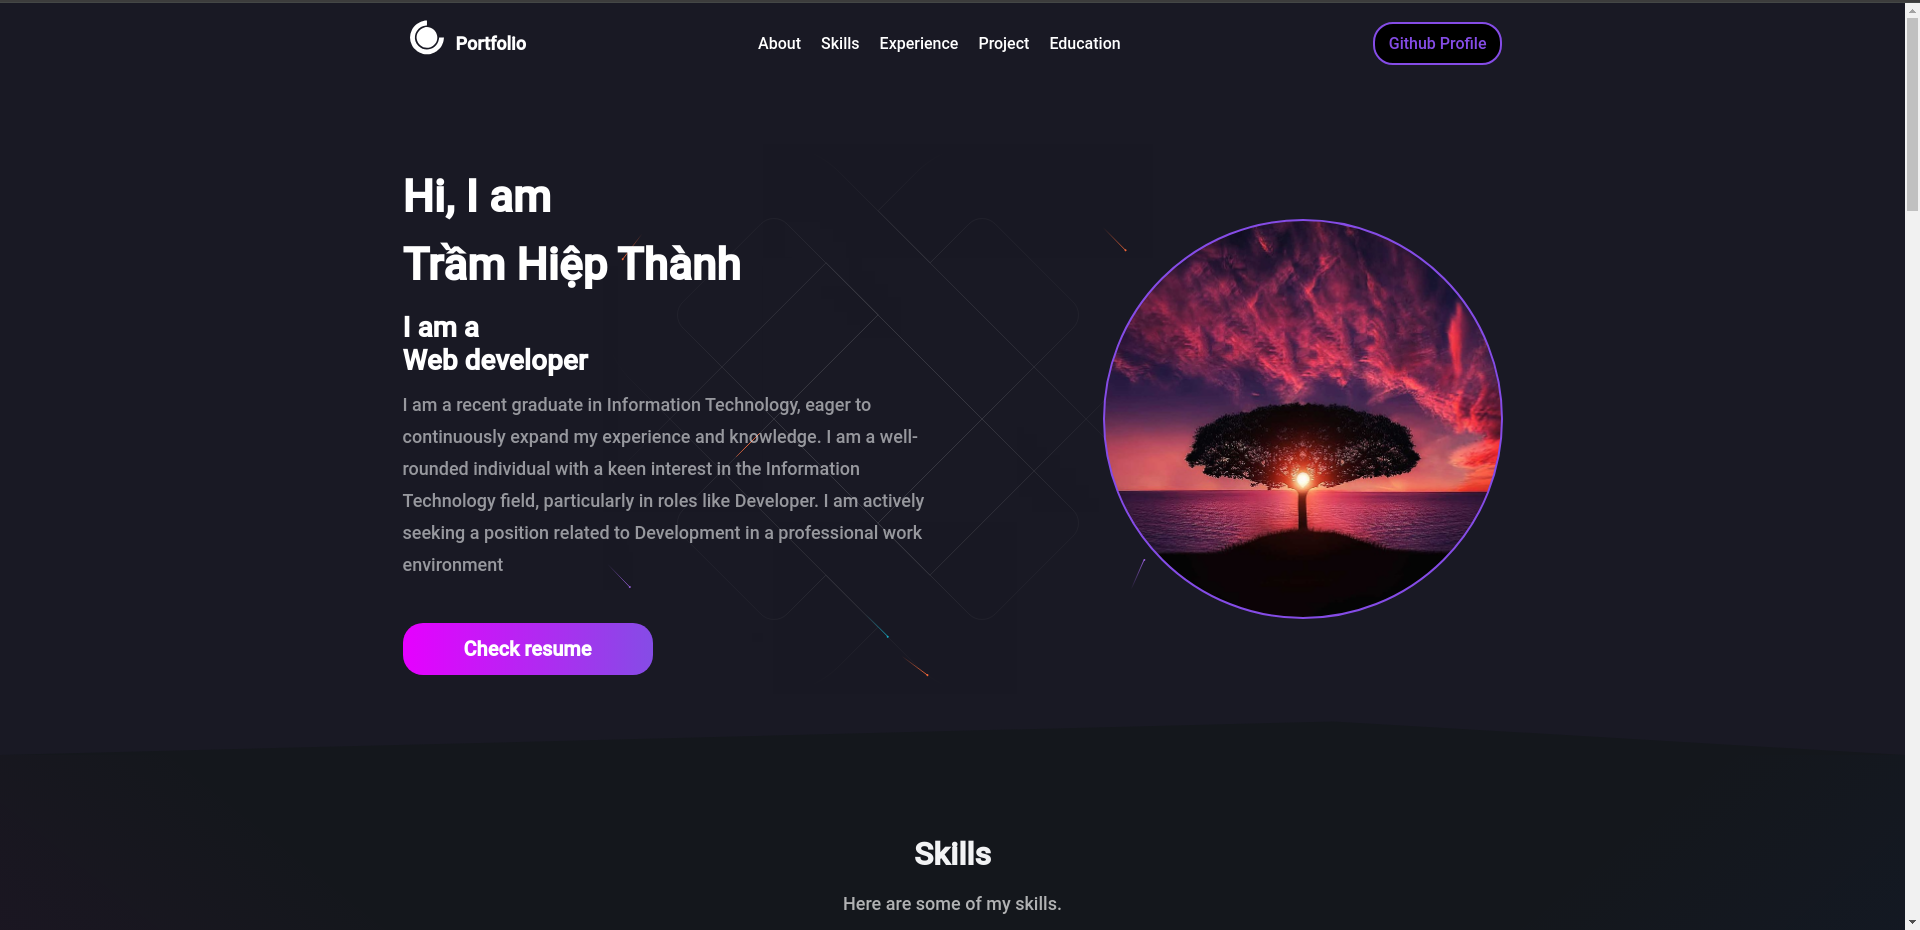 Portfolio
About Skills Experience Project Education
Github Profile
Hi, I am
Trầm Hiệp Thành
I am a
Web developer
I am a recent graduate in Information Technology, eager to
continuously expand my experience and knowledge. I am a well-
rounded individual with a keen interest in the Information
Technology field, particularly in roles like Developer. I am actively
seeking a position related to Development in a professional work
environment
Check resume
Skills
Here are some of my skills.